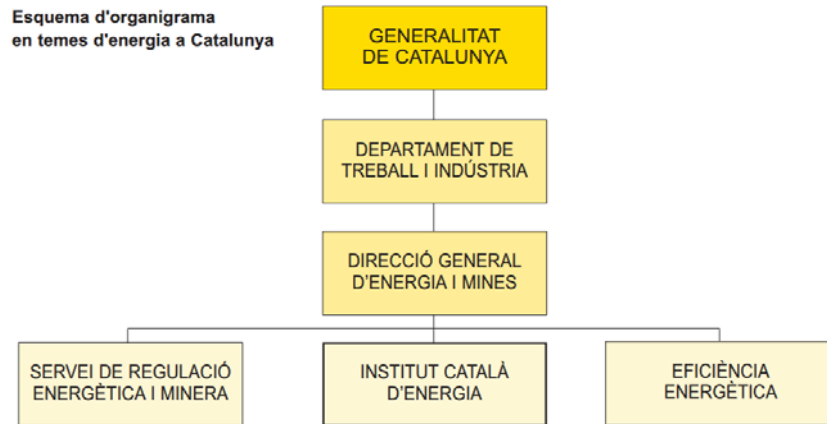 Esquema d'organigrama
en temes d'energia a Catalunya
GENERALITAT
DE CATALUNYA
DEPARTAMENT DE
TREBALL I INDÚSTRIA
DIRECCIÓ GENERAL
D'ENERGIA I MINES
SERVEI DE REGULACIÓ
ENERGÈTICA I MINERA
INSTITUT CATALÀ
D'ENERGIA
EFICIÈNCIA
ENERGÈTICA